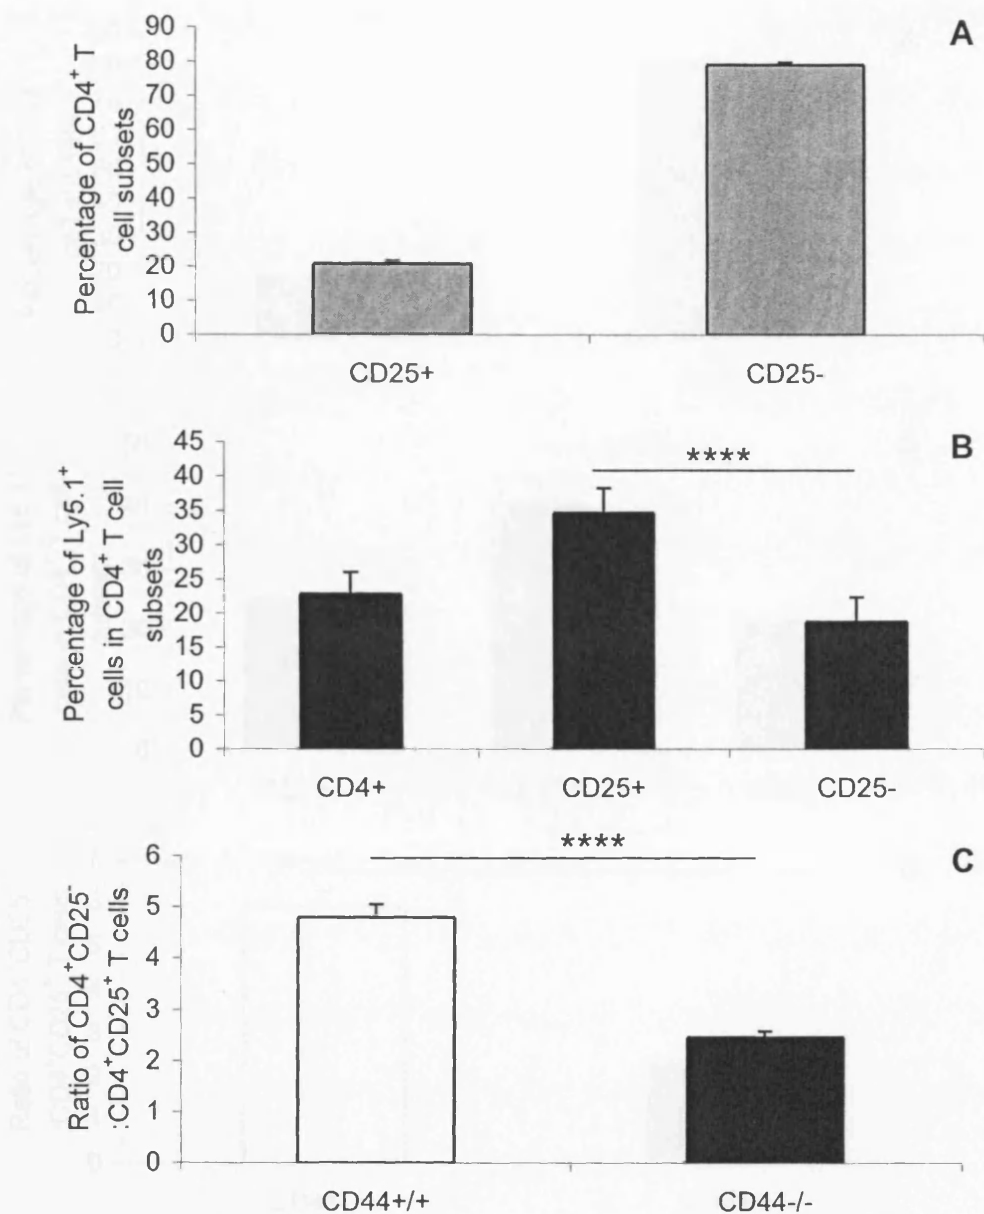 A
Percentage of CD4⁺ T
cell subsets
90
80
70
60
50
40
30
20
10
0
CD25+
CD25-
B
Percentage of Ly5.1⁺
cells in CD4⁺ T cell
subsets
45
40
35
30
25
20
15
10
5
0
****
CD4+
CD25+
CD25-
C
Ratio of CD4⁺CD25⁻
:CD4⁺CD25⁺ T cells
6
5
4
3
2
1
0
****
CD44+/+
CD44-/-